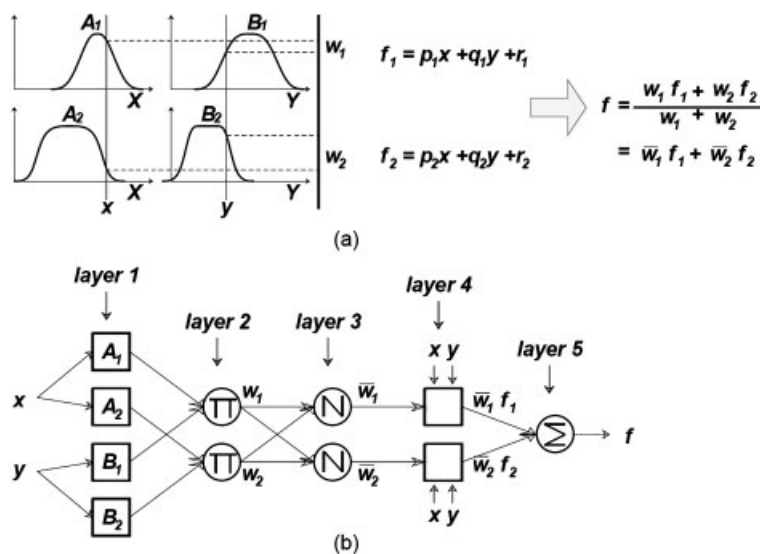 A₁ B₁
w₁ f₁ = p₁x +q₁y +r₁
X Y
f = w₁ f₁ + w₂ f₂ / w₁ + w₂
A₂ B₂
w₂ f₂ = p₂x +q₂y +r₂
= w̅₁ f₁ + w̅₂ f₂
X Y
x y
(a)
layer 1
layer 2 layer 3 layer 4
layer 5
A₁ x y
x A₂ Π w₁ N w̅₁ w̅₁ f₁
Σ f
y B₁ Π w₂ N w̅₂ w̅₂ f₂
B₂ x y
(b)